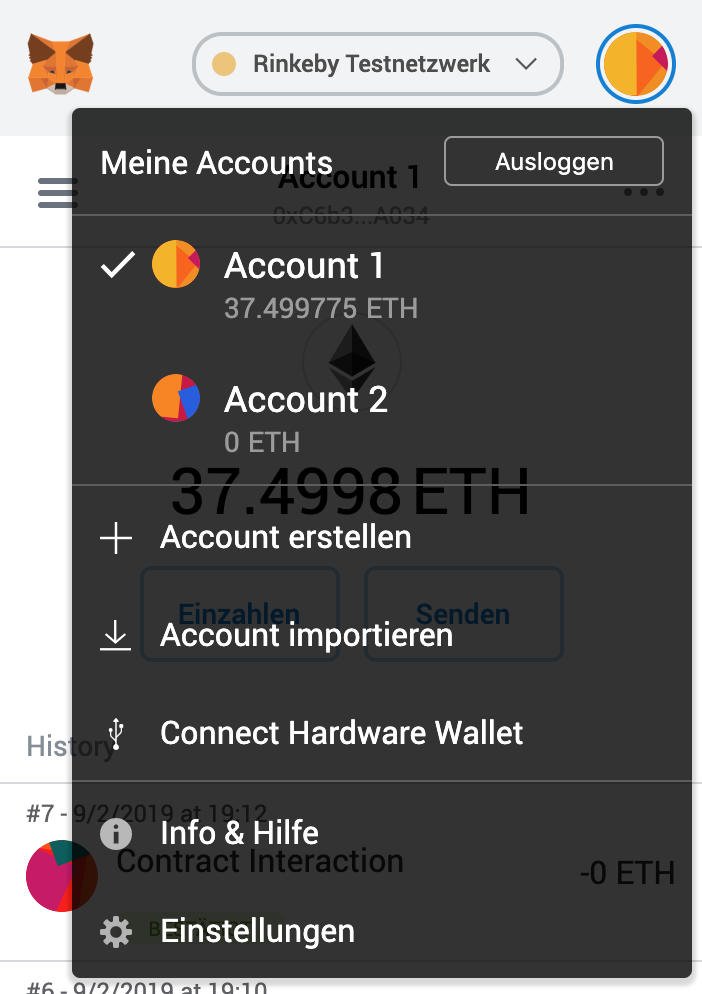 Rinkeby Testnetzwerk
Meine Accounts
Ausloggen
Account 1
0xC6b3...A034
Account 1
37.499775 ETH
Account 2
0 ETH
37.4998 ETH
Account erstellen
Einzahlen
Senden
Account importieren
Connect Hardware Wallet
History
#7 - 9/2/2019 at 19:12
Info & Hilfe
Contract Interaction
-0 ETH
Einstellungen
#6 - 9/2/2019 at 19:10